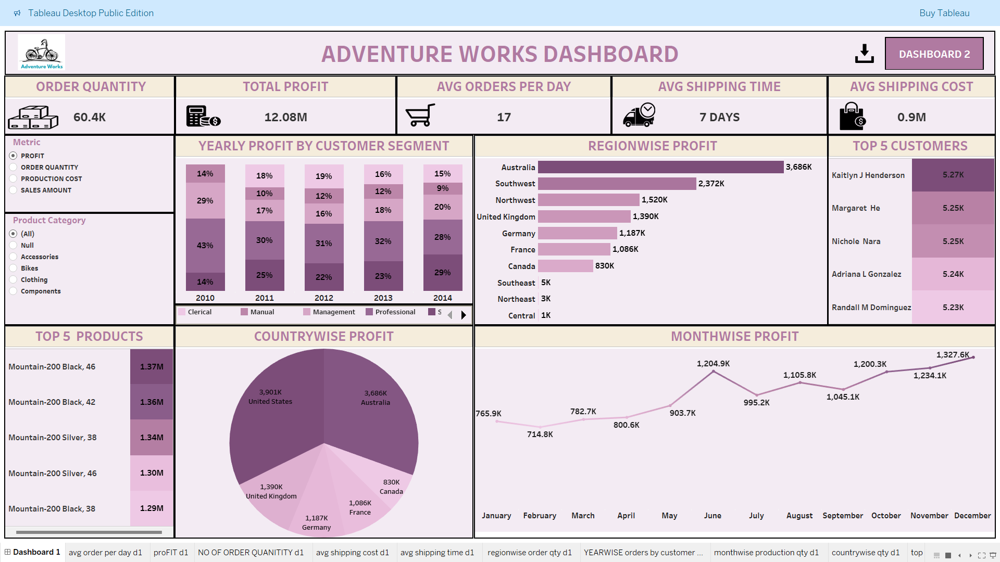 Tableau Desktop Public Edition
Buy Tableau
Adventure Works
ADVENTURE WORKS DASHBOARD
DASHBOARD 2
ORDER QUANTITY
60.4K
TOTAL PROFIT
12.08M
AVG ORDERS PER DAY
17
AVG SHIPPING TIME
7 DAYS
AVG SHIPPING COST
0.9M
Metric
PROFIT
ORDER QUANTITY
PRODUCTION COST
SALES AMOUNT
Product Category
(All)
Null
Accessories
Bikes
Clothing
Components
YEARLY PROFIT BY CUSTOMER SEGMENT
14% 18% 19% 16% 15%
29% 10% 12% 12% 9%
43% 17% 16% 18% 20%
14% 30% 31% 32% 28%
25% 22% 23% 29%
2010 2011 2012 2013 2014
Clerical Manual Management Professional S
REGIONWISE PROFIT
Australia 3,686K
Southwest 2,372K
Northwest 1,520K
United Kingdom 1,390K
Germany 1,187K
France 1,086K
Canada 830K
Southeast 5K
Northeast 3K
Central 1K
TOP 5 CUSTOMERS
Kaitlyn J Henderson 5.27K
Margaret He 5.25K
Nichole Nara 5.25K
Adriana L Gonzalez 5.24K
Randall M Dominguez 5.23K
TOP 5 PRODUCTS
Mountain-200 Black, 46 1.37M
Mountain-200 Black, 42 1.36M
Mountain-200 Silver, 38 1.34M
Mountain-200 Silver, 46 1.30M
Mountain-200 Black, 38 1.29M
COUNTRYWISE PROFIT
3,901K
United States
3,686K
Australia
830K
Canada
1,390K
United Kingdom
1,086K
France
1,187K
Germany
MONTHWISE PROFIT
765.9K
714.8K
782.7K
800.6K
903.7K
1,204.9K
995.2K
1,105.8K
1,045.1K
1,200.3K
1,234.1K
1,327.6K
January February March April May June July August September October November December
Dashboard 1 avg order per day d1 proFIT d1 NO OF ORDER QUANITITY d1 avg shipping cost d1 avg shipping time d1 regionwise order qty d1 YEARWISE orders by customer ... monthwise production qty d1 countrywise qty d1 top